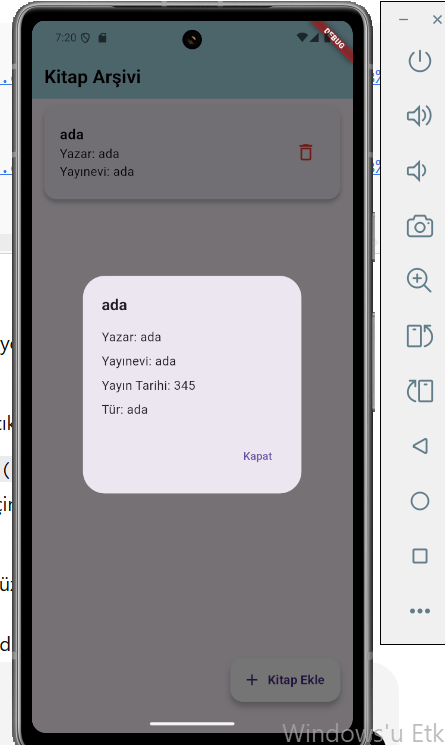 7:20
DEBUG
Kitap Arşivi
ada
Yazar: ada
Yayınevi: ada
ada
Yazar: ada
Yayınevi: ada
Yayın Tarihi: 345
Tür: ada
Kapat
+ Kitap Ekle
Windows'u Etk